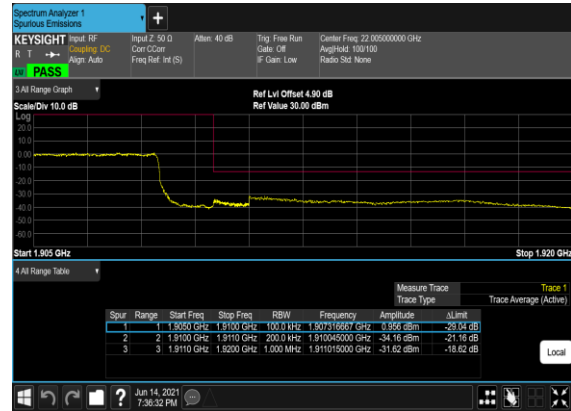 Spectrum Analyzer 1
Spurious Emissions
KEYSIGHT Input: RF Input Z: 50 Ω Atten: 40 dB Trig: Free Run Center Freq: 22.005000000 GHz
R T Coupling: DC Corr CCorr Gate: Off Avg|Hold: 100/100
Align: Auto Freq Ref: Int (S) IF Gain: Low Radio Std: None
PASS
3 All Range Graph
Ref Lvl Offset 4.90 dB
Scale/Div 10.0 dB Ref Value 30.00 dBm
Log
20.0
10.0
0.00
-10.0
-20.0
-30.0
-40.0
-50.0
-60.0
Start 1.905 GHz Stop 1.920 GHz
4 All Range Table
Measure Trace Trace 1
Trace Type Trace Average (Active)
Spur Range Start Freq Stop Freq RBW Frequency Amplitude ΔLimit
1 1 1.9050 GHz 1.9100 GHz 100.0 kHz 1.907316667 GHz 0.956 dBm -29.04 dB
2 2 1.9100 GHz 1.9110 GHz 200.0 kHz 1.910045000 GHz -34.16 dBm -21.16 dB
3 3 1.9110 GHz 1.9200 GHz 1.000 MHz 1.911015000 GHz -31.62 dBm -18.62 dB
Local
Jun 14, 2021
7:36:32 PM